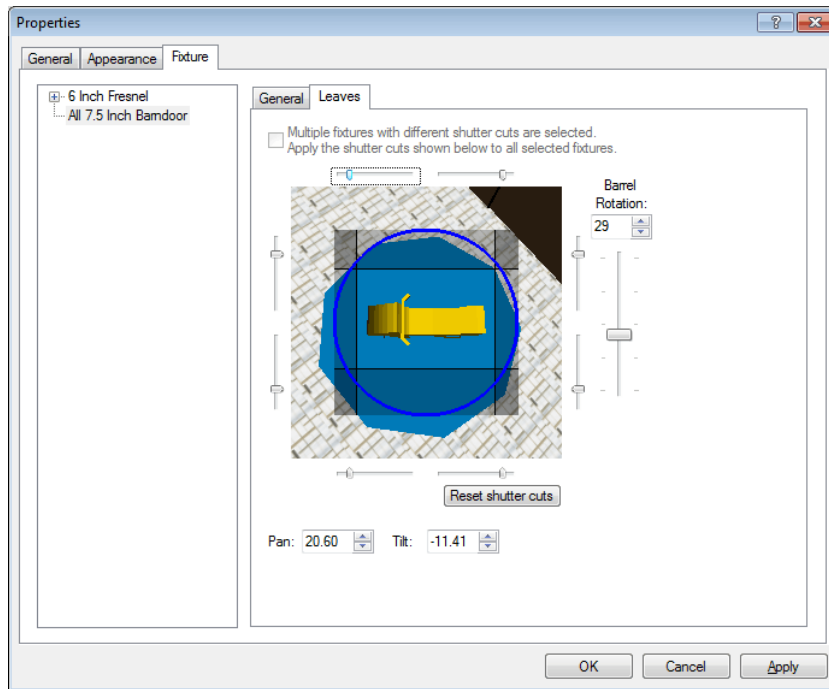 Properties
General Appearance Fixture
6 Inch Fresnel
All 7.5 Inch Barndoor
General Leaves
Multiple fixtures with different shutter cuts are selected.
Apply the shutter cuts shown below to all selected fixtures.
Barrel
Rotation:
29
Reset shutter cuts
Pan: 20.60 Tilt: -11.41
OK Cancel Apply